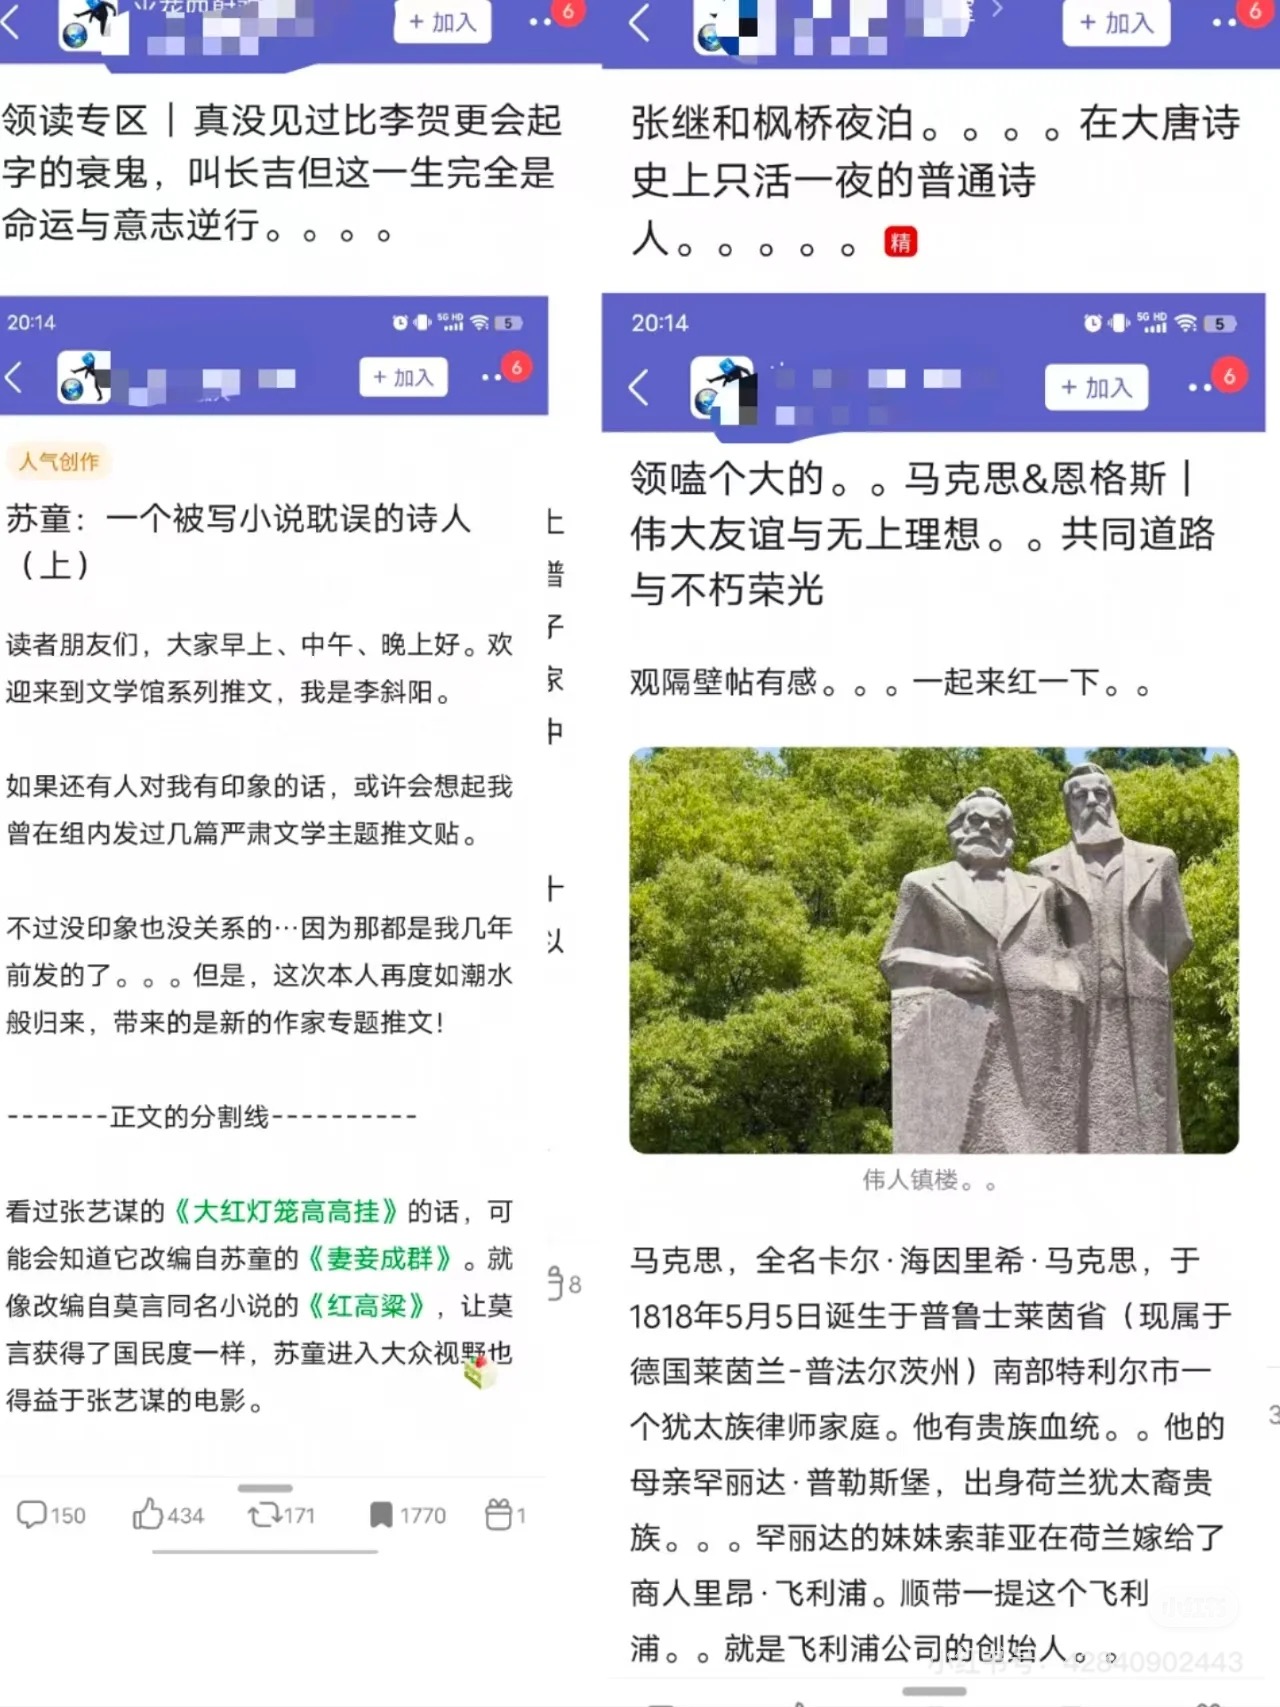 + 加入
6
领读专区｜真没见过比李贺更会起
字的衰鬼，叫长吉但这一生完全是
命运与意志逆行。。。。
20:14
5G HD
5
+ 加入
6
人气创作
苏童：一个被写小说耽误的诗人
（上）
读者朋友们，大家早上、中午、晚上好。欢
迎来到文学馆系列推文，我是李斜阳。
如果还有人对我有印象的话，或许会想起我
曾在组内发过几篇严肃文学主题推文贴。
不过没印象也没关系的…因为那都是我几年
前发的了。。。但是，这次本人再度如潮水
般归来，带来的是新的作家专题推文！
-------正文的分割线----------
看过张艺谋的《大红灯笼高高挂》的话，可
能会知道它改编自苏童的《妻妾成群》。就
像改编自莫言同名小说的《红高粱》，让莫
言获得了国民度一样，苏童进入大众视野也
得益于张艺谋的电影。
150
434
171
1770
1
8
+ 加入
6
张继和枫桥夜泊。。。。在大唐诗
史上只活一夜的普通诗
人。。。。。精
20:14
5G HD
5
+ 加入
6
领嗑个大的。。马克思&恩格斯｜
伟大友谊与无上理想。。共同道路
与不朽荣光
观隔壁帖有感。。。一起来红一下。。
伟人镇楼。。
马克思，全名卡尔·海因里希·马克思，于
1818年5月5日诞生于普鲁士莱茵省（现属于
德国莱茵兰-普法尔茨州）南部特利尔市一
个犹太族律师家庭。他有贵族血统。。他的
母亲罕丽达·普勒斯堡，出身荷兰犹太裔贵
族。。。罕丽达的妹妹索菲亚在荷兰嫁给了
商人里昂·飞利浦。顺带一提这个飞利
浦。。就是飞利浦公司的创始人。。
小红书号：42840902443